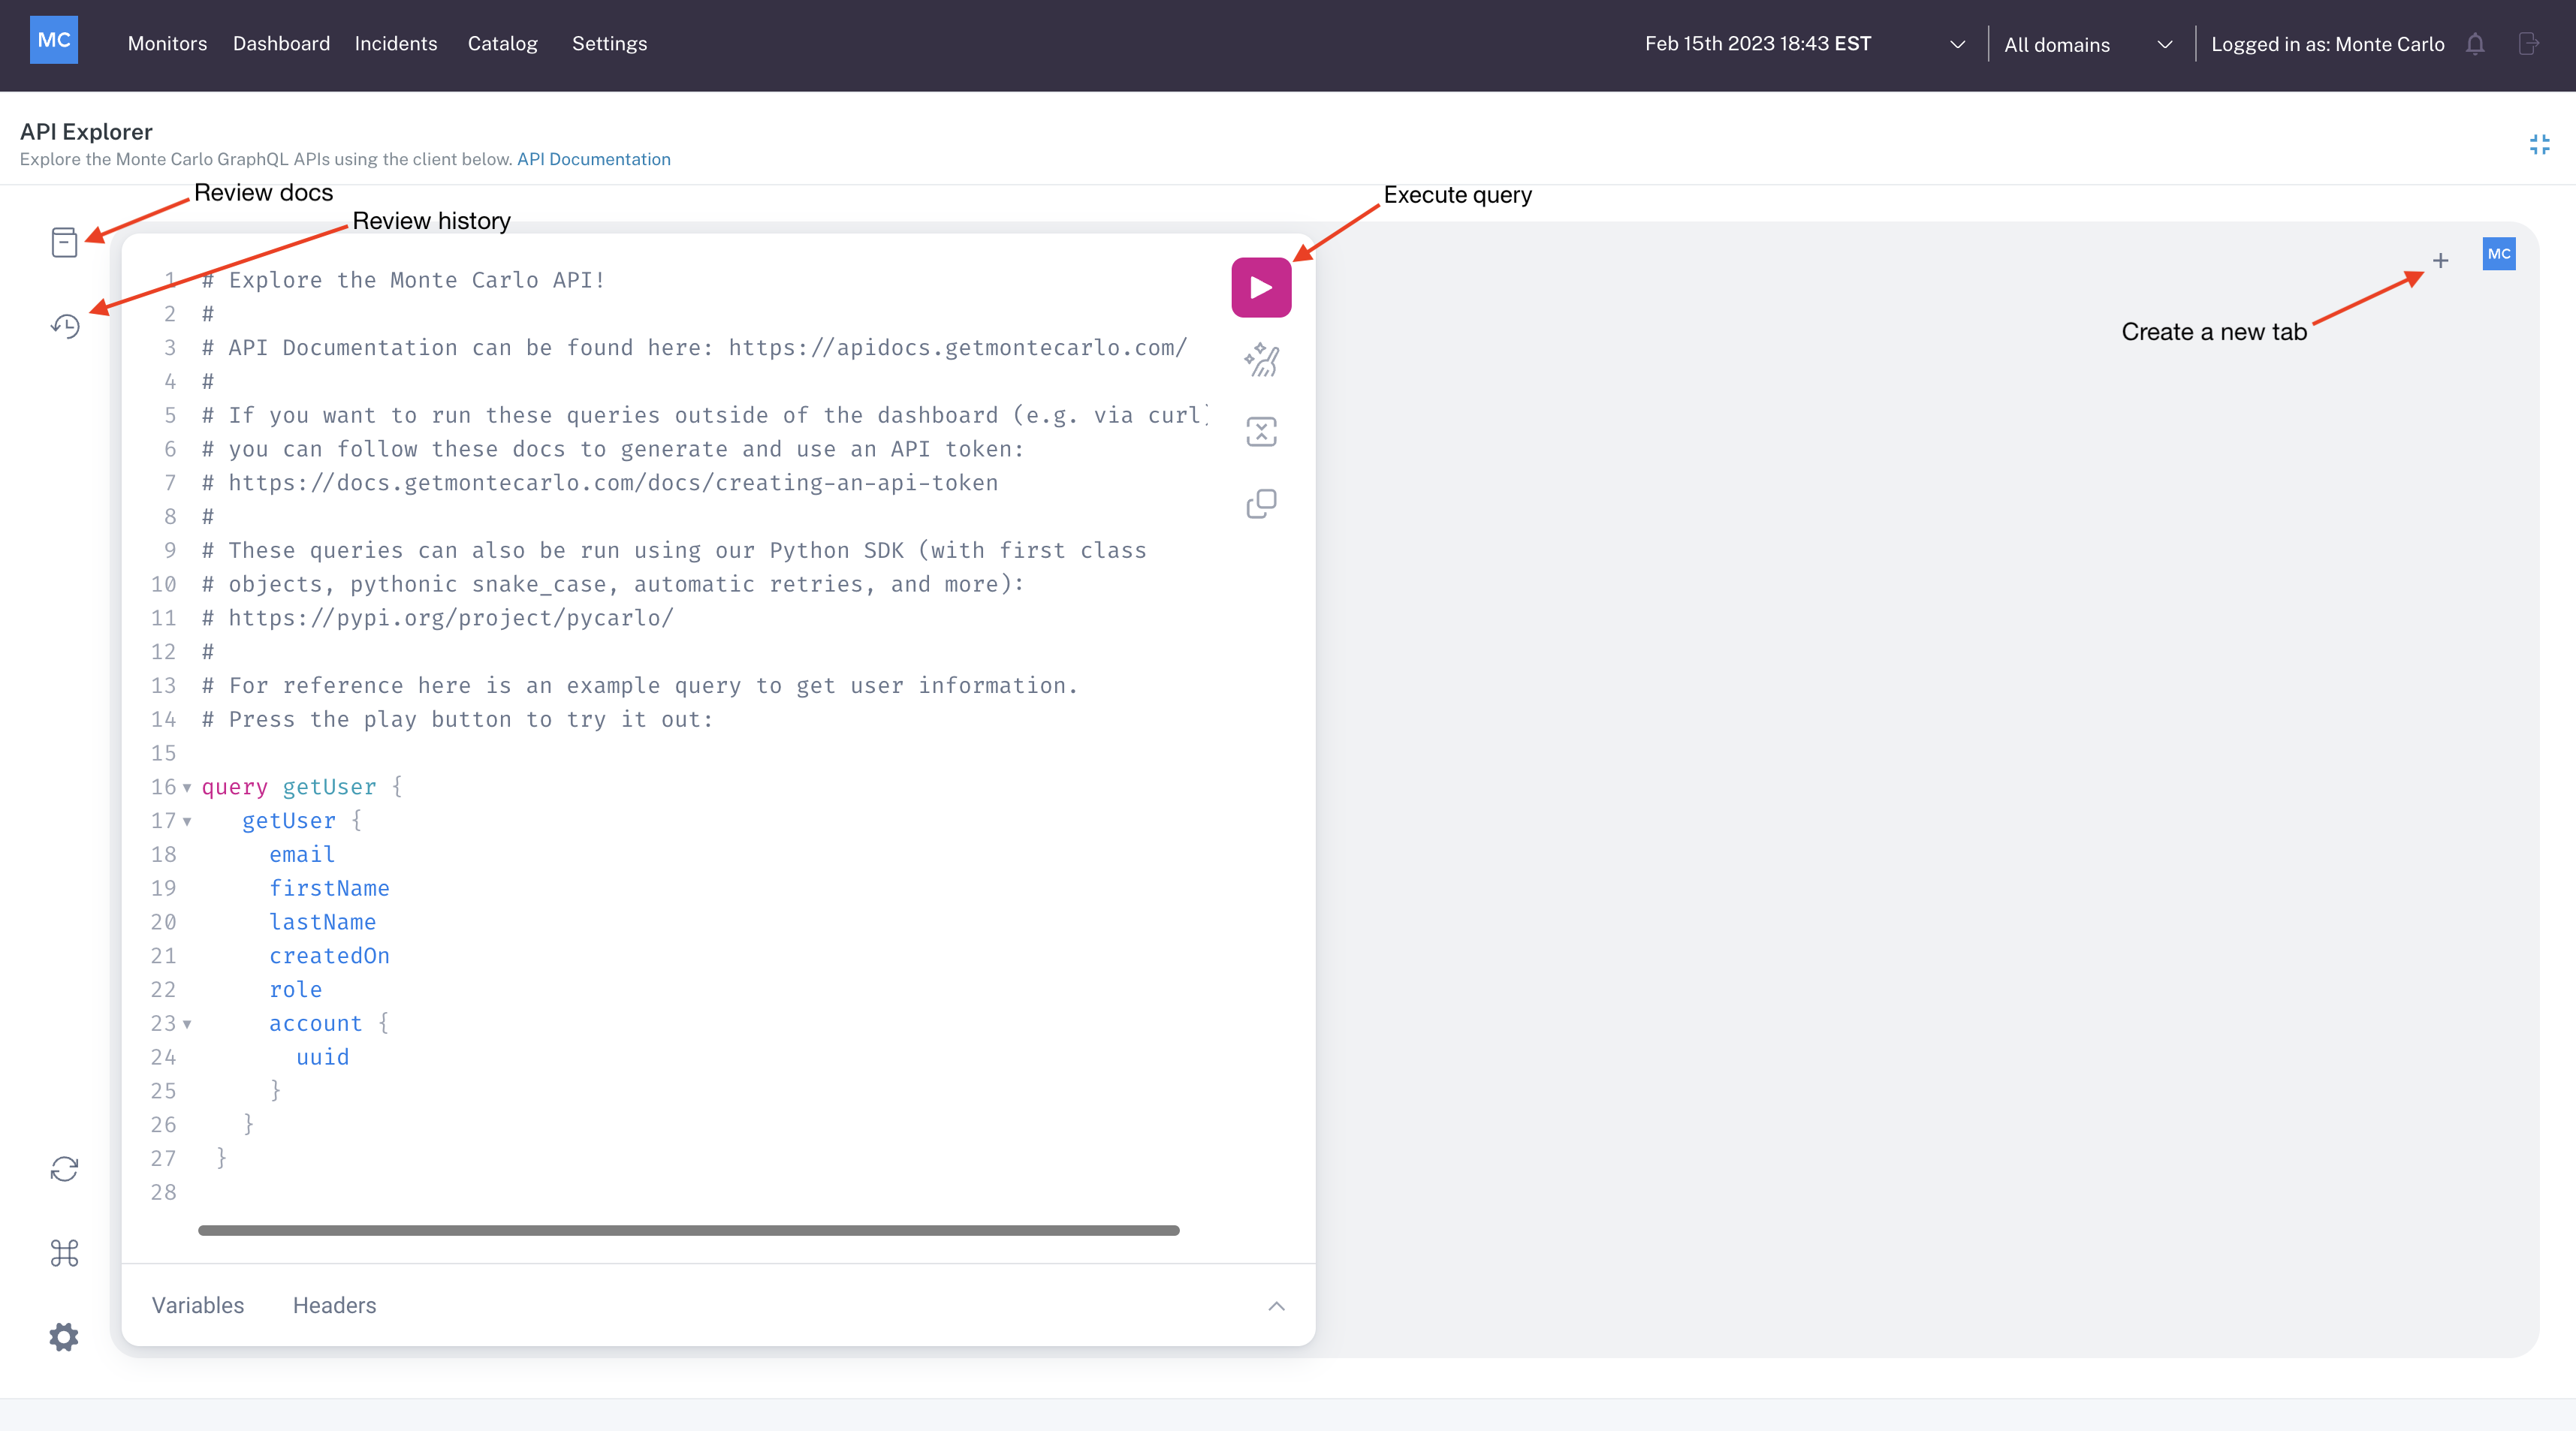 MC Monitors Dashboard Incidents Catalog Settings Feb 15th 2023 18:43 EST All domains Logged in as: Monte Carlo
API Explorer
Explore the Monte Carlo GraphQL APIs using the client below. API Documentation
Review docs
Review history
Execute query
MC
Create a new tab
1 # Explore the Monte Carlo API!
2 #
3 # API Documentation can be found here: https://apidocs.getmontecarlo.com/
4 #
5 # If you want to run these queries outside of the dashboard (e.g. via curl)
6 # you can follow these docs to generate and use an API token:
7 # https://docs.getmontecarlo.com/docs/creating-an-api-token
8 #
9 # These queries can also be run using our Python SDK (with first class
10 # objects, pythonic snake_case, automatic retries, and more):
11 # https://pypi.org/project/pycarlo/
12 #
13 # For reference here is an example query to get user information.
14 # Press the play button to try it out:
15
16 query getUser {
17 getUser {
18 email
19 firstName
20 lastName
21 createdOn
22 role
23 account {
24 uuid
25 }
26 }
27 }
28
Variables Headers